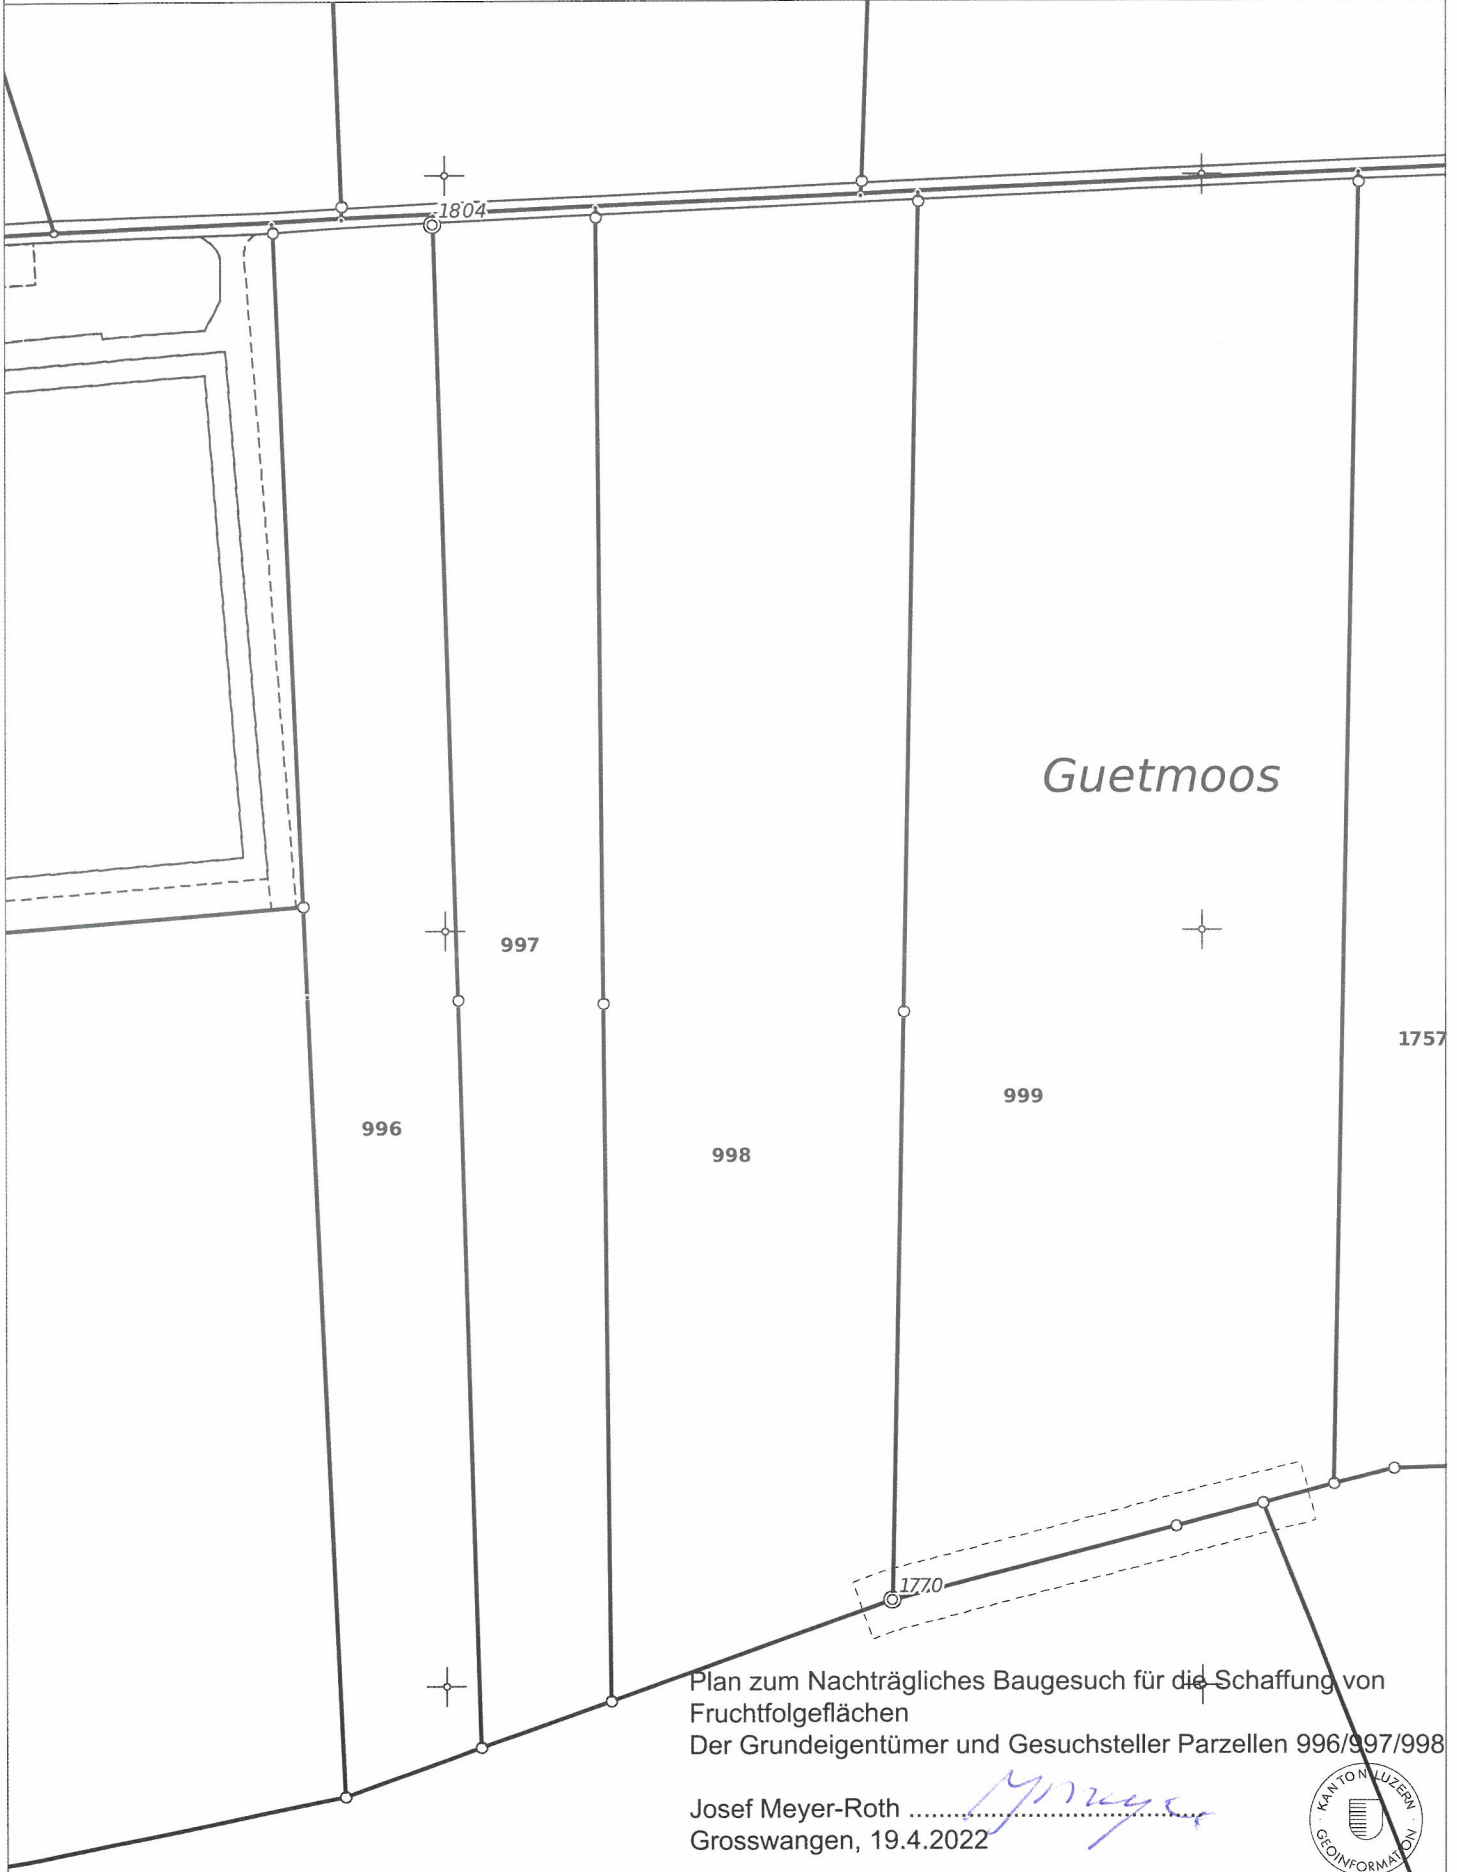 1804
Guetmoos
997
1757
999
996
998
1770
Plan zum Nachträgliches Baugesuch für die Schaffung von
Fruchtfolgeflächen
Der Grundeigentümer und Gesuchsteller Parzellen 996/997/998
Josef Meyer-Roth ..........................................
Grosswangen, 19.4.2022
KANTON LUZERN
GEOINFORMATION